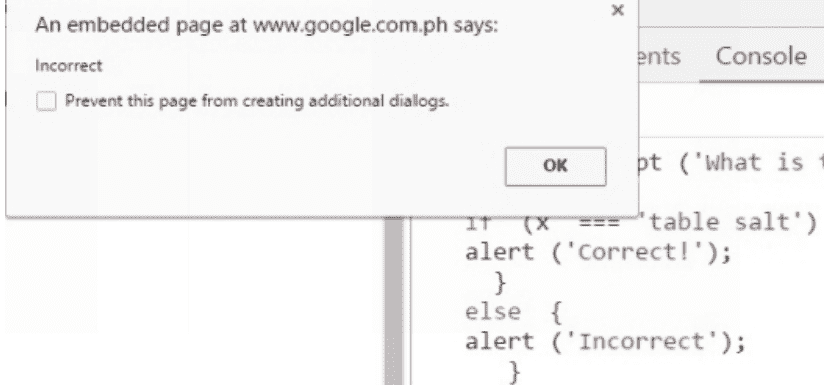 An embedded page at www.google.com.ph says:
Incorrect
Prevent this page from creating additional dialogs.
OK
ents Console
pt ('What is t
if (x === 'table salt')
alert ('Correct!');
}
else {
alert ('Incorrect');
}